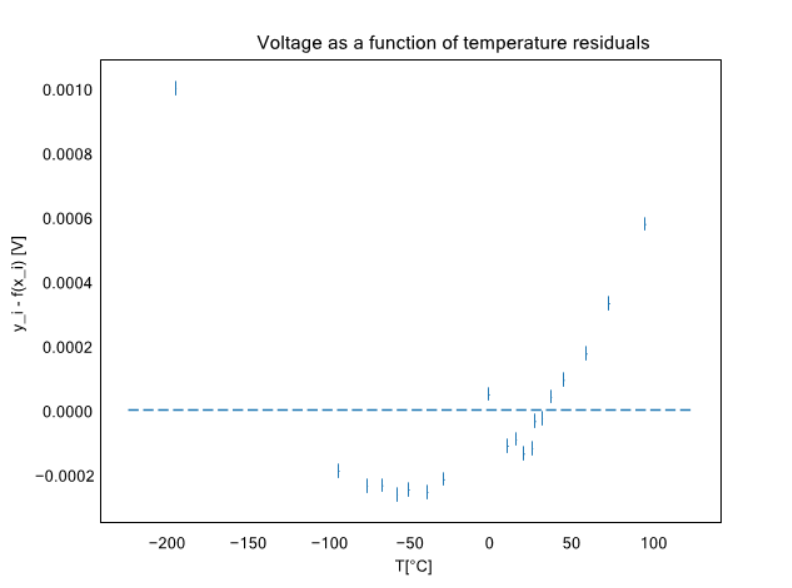 Voltage as a function of temperature residuals
0.0010
0.0008
0.0006
0.0004
0.0002
0.0000
−0.0002
y_i - f(x_i) [V]
−200 −150 −100 −50 0 50 100
T[°C]